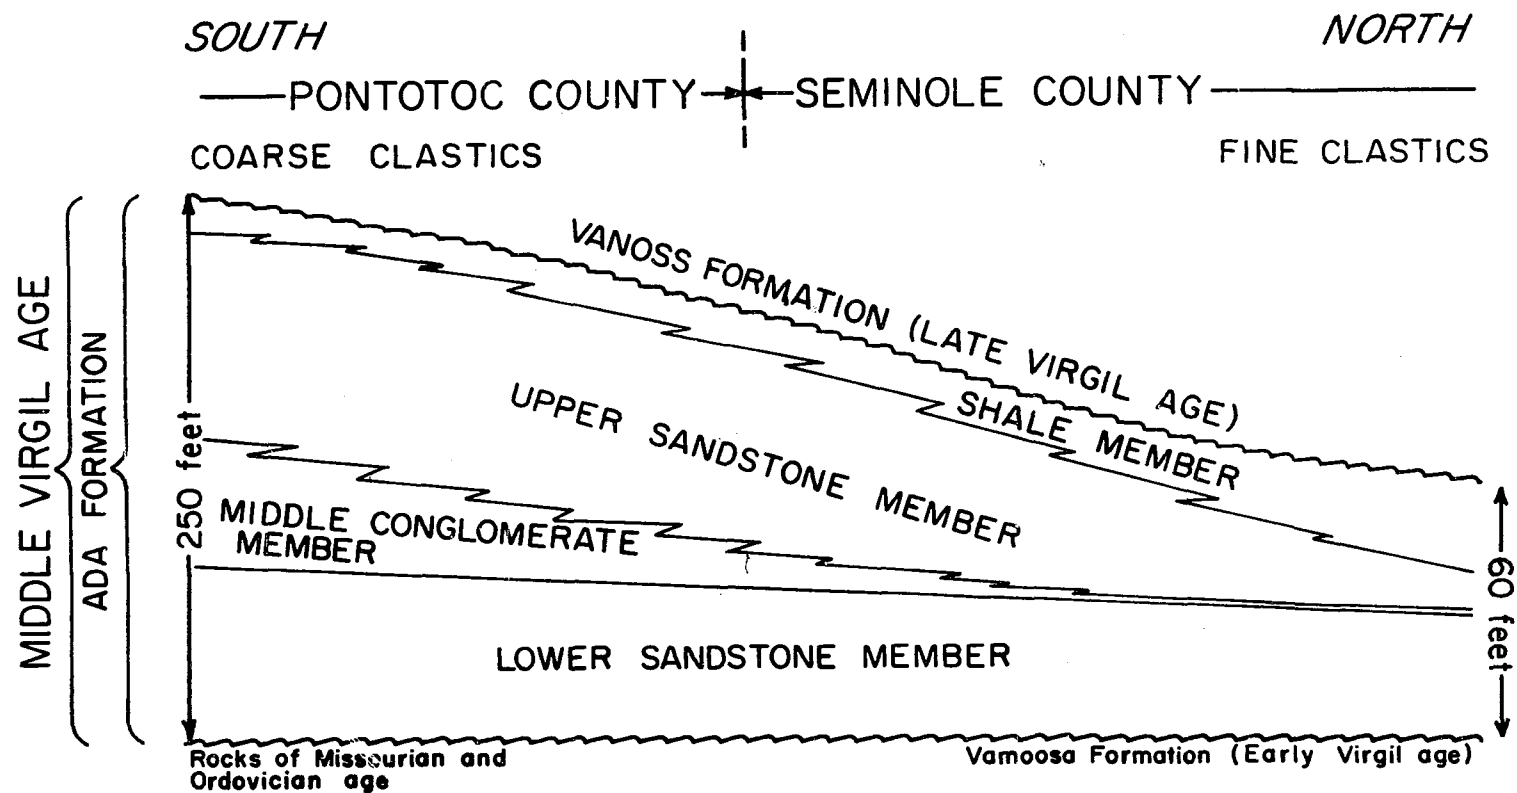 SOUTH
NORTH
PONTOTOC COUNTY
SEMINOLE COUNTY
COARSE CLASTICS
FINE CLASTICS
MIDDLE VIRGIL AGE
ADA FORMATION
250 feet
VANOSS FORMATION (LATE VIRGIL AGE)
SHALE MEMBER
UPPER SANDSTONE MEMBER
MIDDLE CONGLOMERATE
MEMBER
LOWER SANDSTONE MEMBER
60 feet
Rocks of Missourian and
Ordovician age
Vamoosa Formation (Early Virgil age)